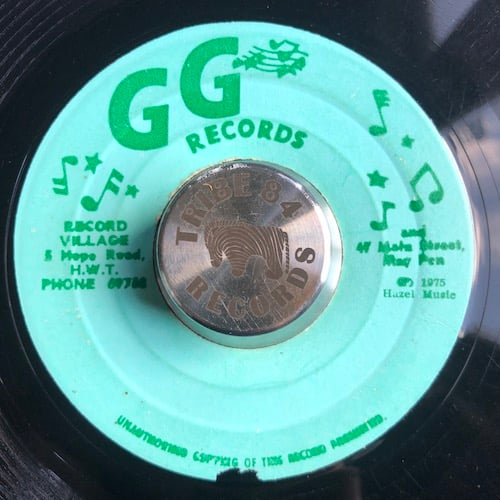 GG
RECORDS
RECORD
VILLAGE
5 Hope Road,
H.W.T.
PHONE
and
47 Main Street,
May Pen
℗ 1975
Hazel Music
TRIBE 84
RECORDS
UNAUTHORISED COPYING OF THIS RECORD PROHIBITED.